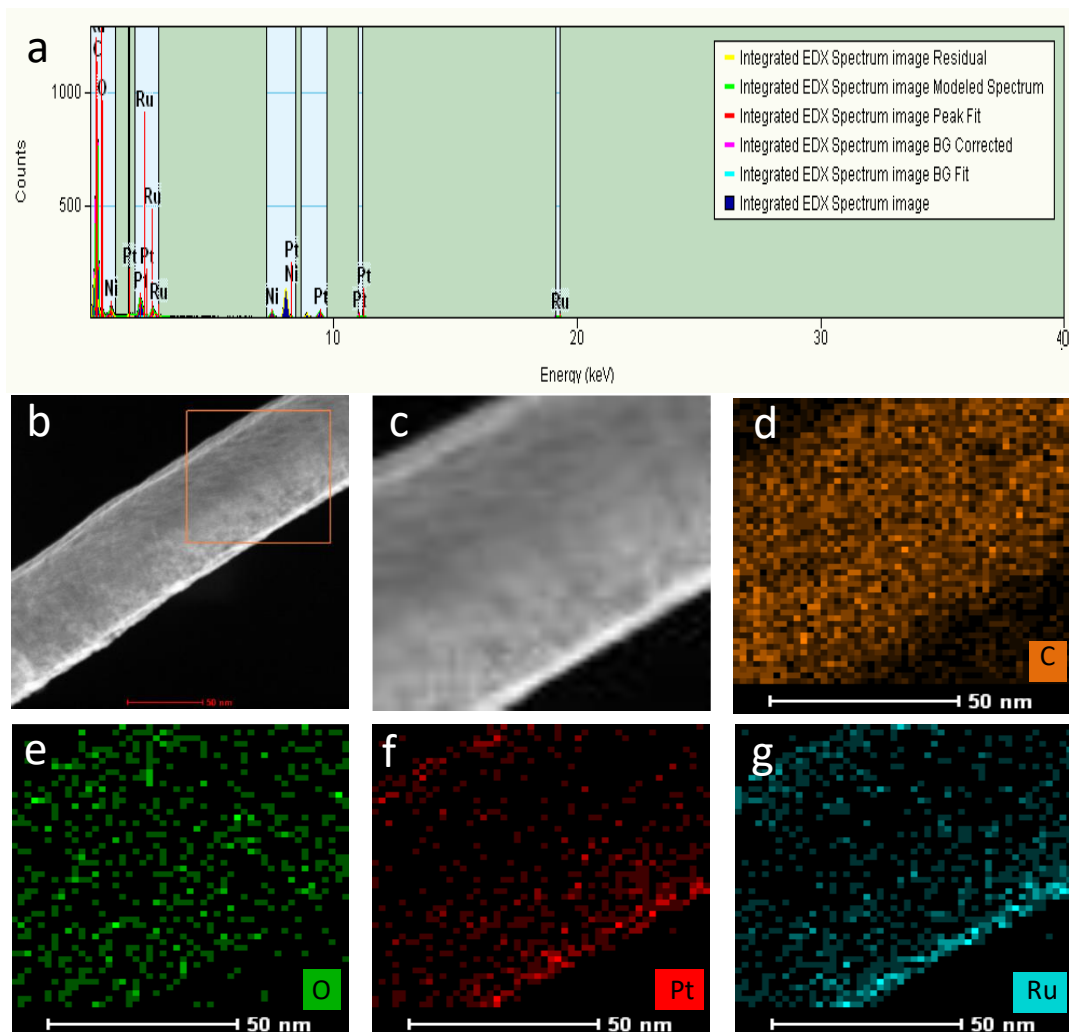 a
Ru
C
O
1000
500
Counts
Ru
Ru
Pt
Pt
Pt
Ni
Ru
Pt
Ni
Ni
Pt
Pt
Pt
Ru
10
20
30
40
Energy (keV)
Integrated EDX Spectrum image Residual
Integrated EDX Spectrum image Modeled Spectrum
Integrated EDX Spectrum image Peak Fit
Integrated EDX Spectrum image BG Corrected
Integrated EDX Spectrum image BG Fit
Integrated EDX Spectrum image
b
50 nm
c
d
C
50 nm
e
O
50 nm
f
Pt
50 nm
g
Ru
50 nm